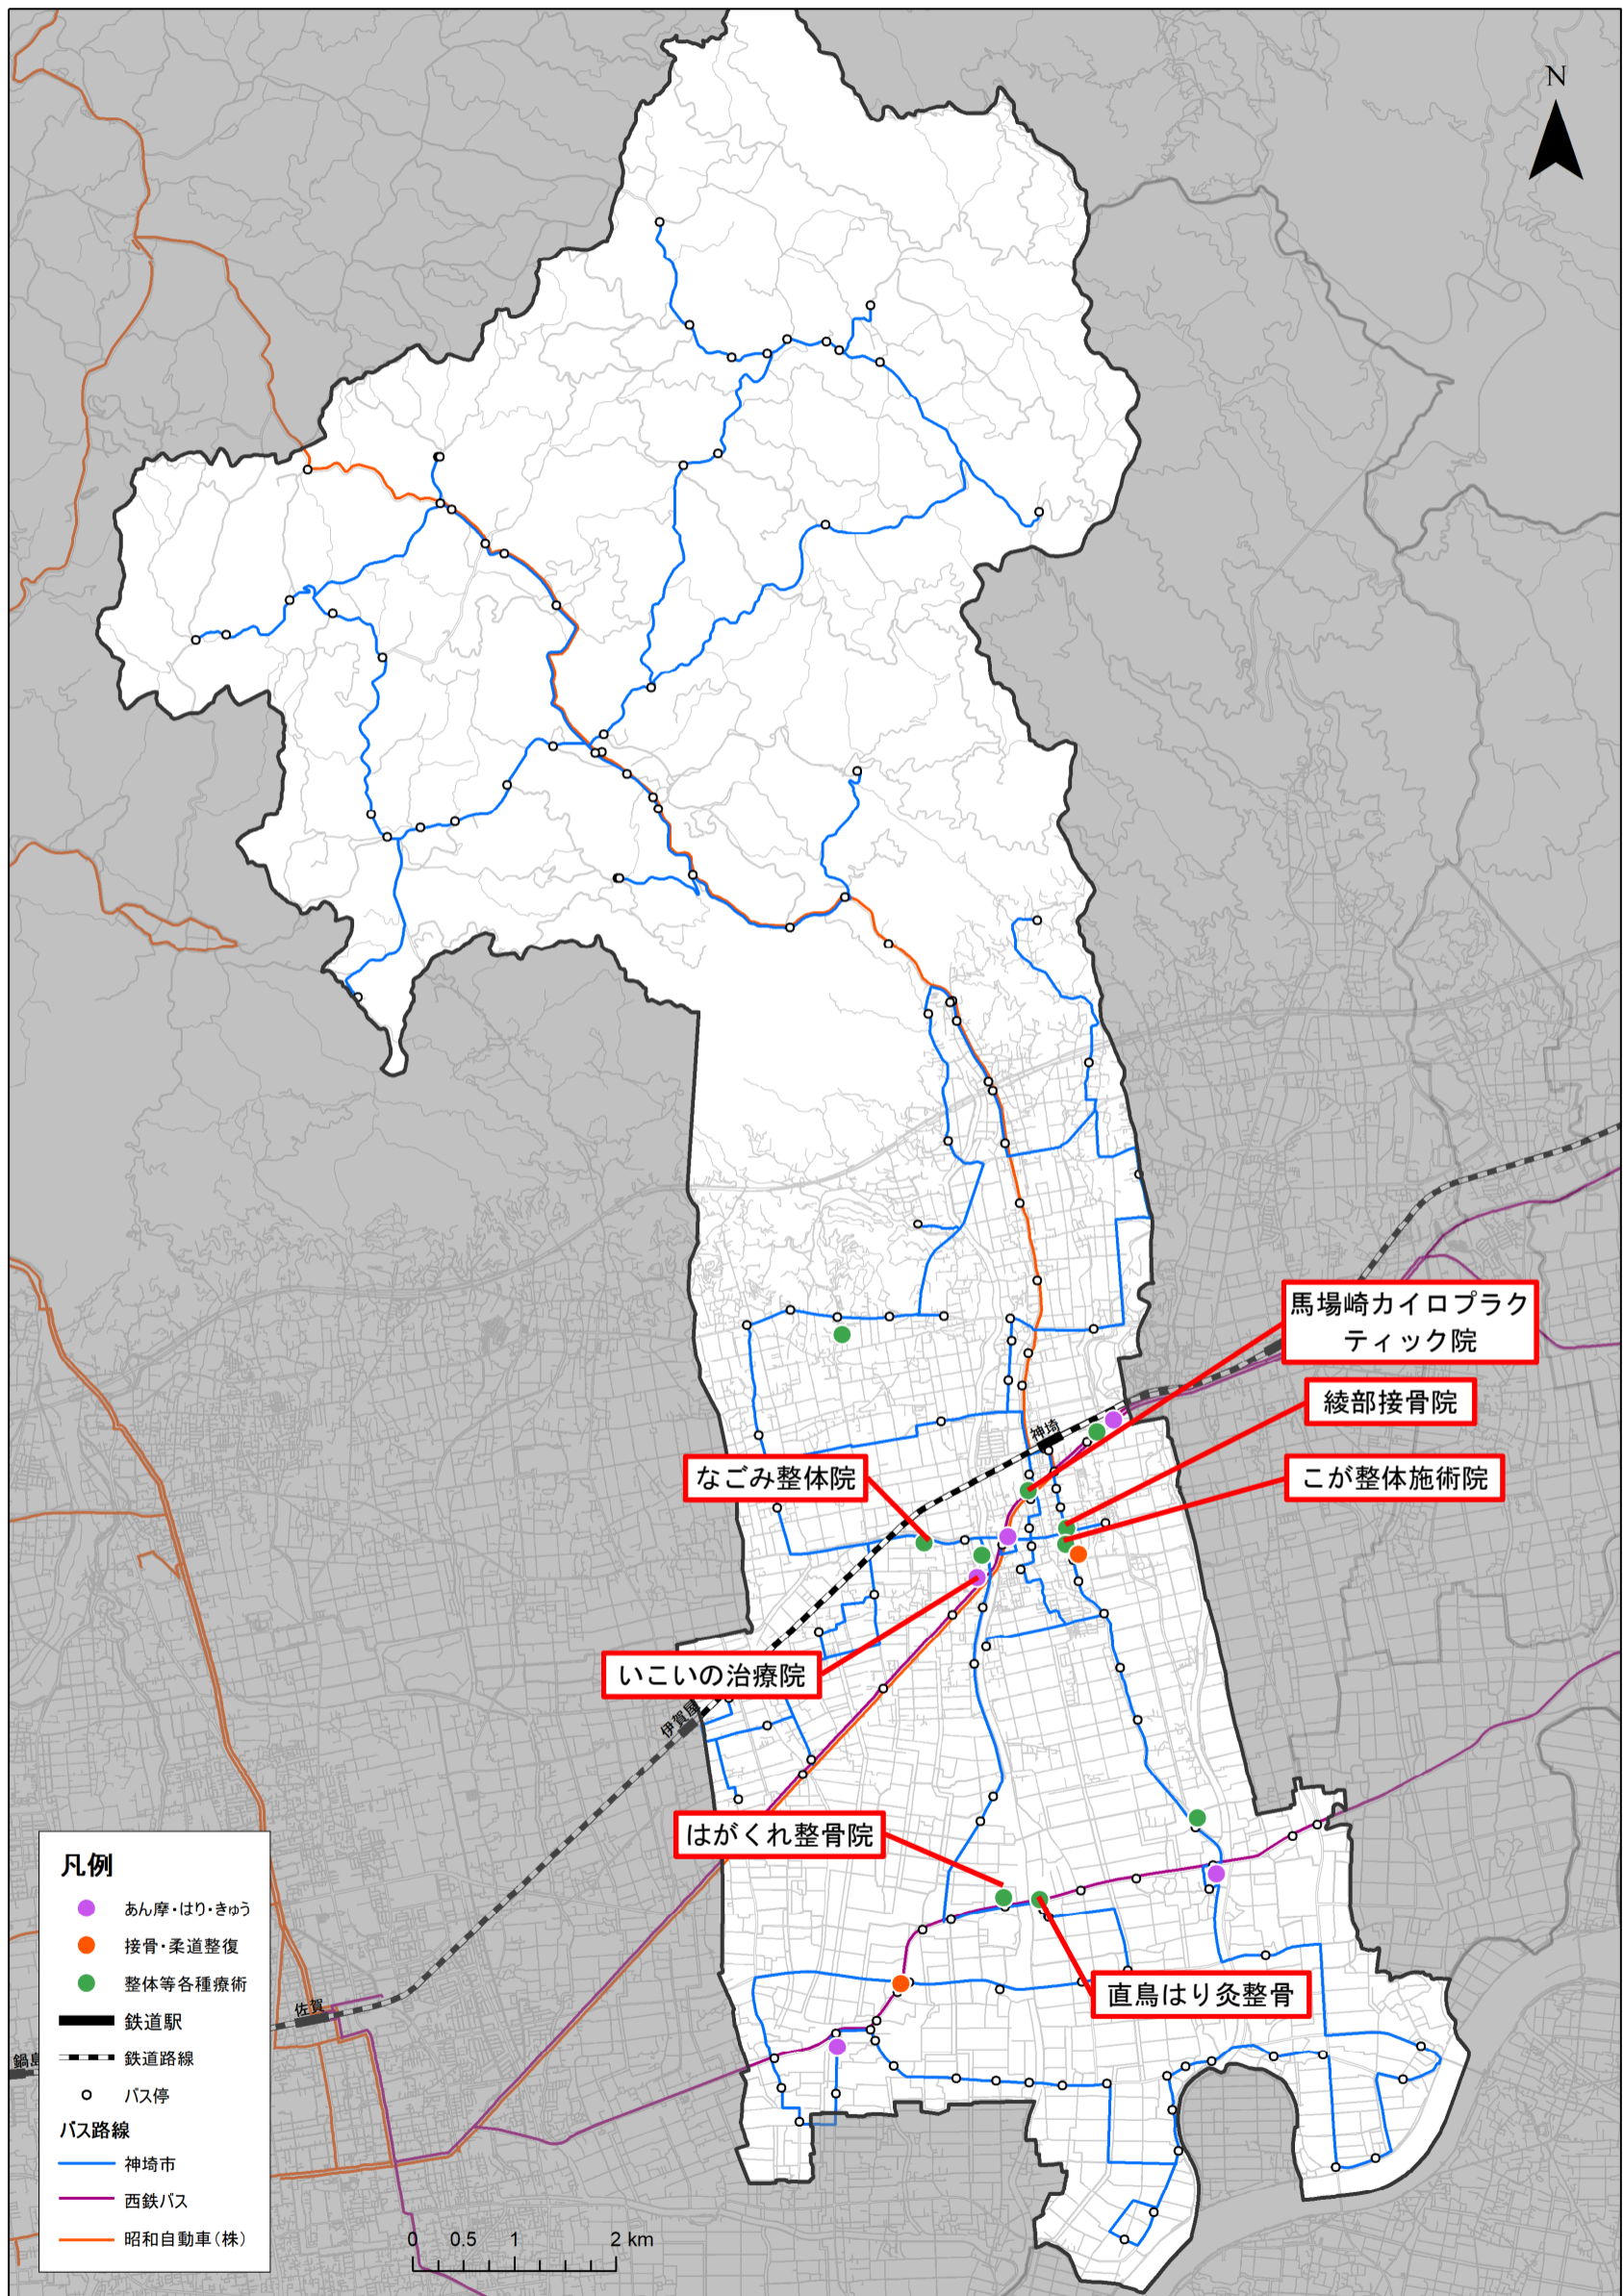 N
馬場崎カイロプラク
ティック院
綾部接骨院
神埼
なごみ整体院
こが整体施術院
いこいの治療院
伊賀屋
はがくれ整骨院
直鳥はり灸整骨
凡例
あん摩・はり・きゅう
接骨・柔道整復
整体等各種療術
鉄道駅
鉄道路線
バス停
バス路線
神埼市
西鉄バス
昭和自動車(株)
佐賀
鍋島
0 0.5 1 2 km